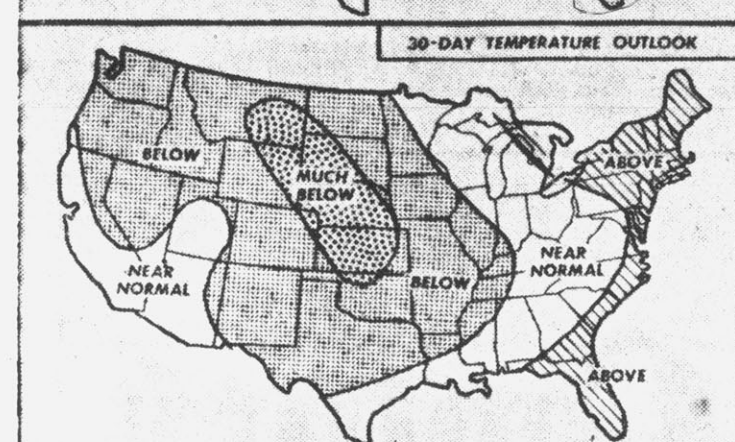 30-DAY TEMPERATURE OUTLOOK
BELOW
MUCH
BELOW
ABOVE
NEAR
NORMAL
NEAR
NORMAL
BELOW
ABOVE